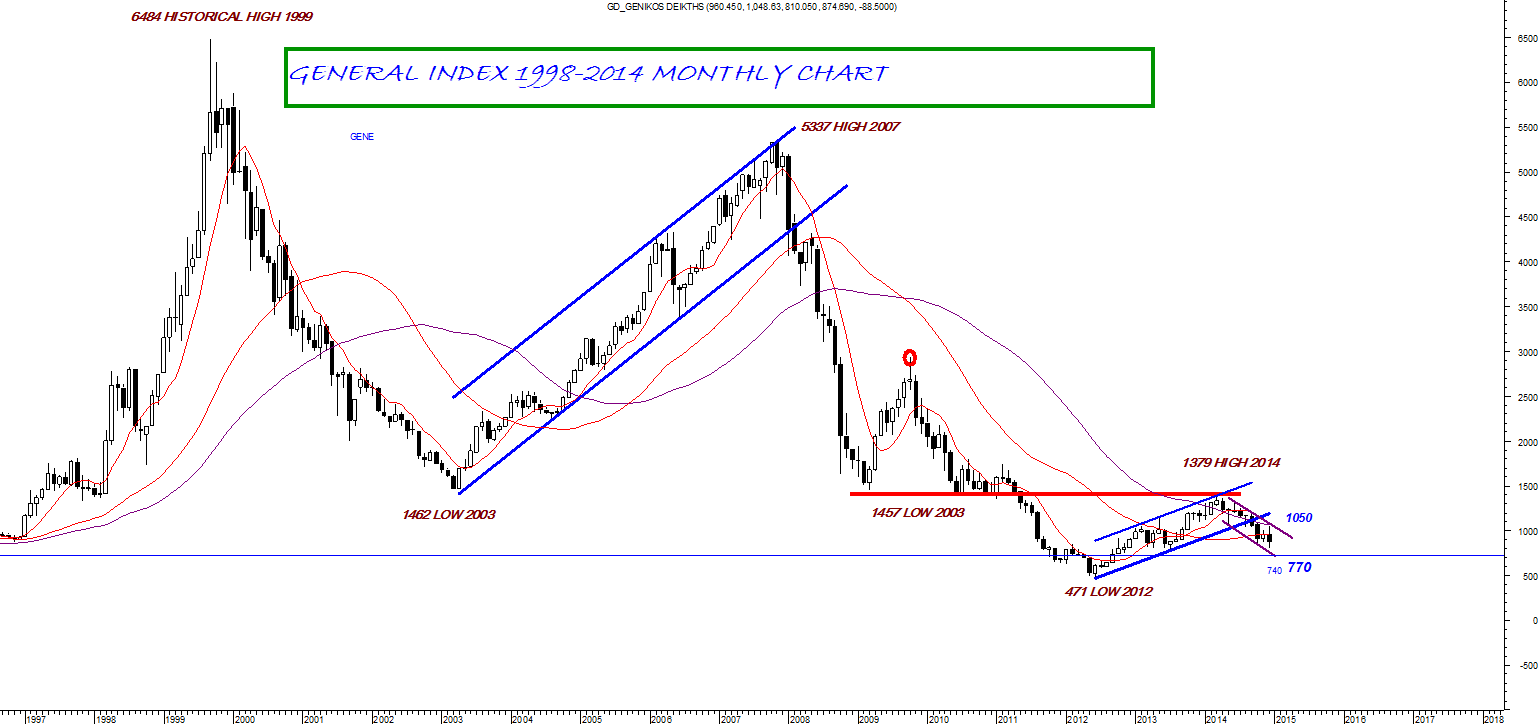 GD_GENIKOS DEIKTHS (960.450, 1,048.63, 810.050, 874.690, -88.5000)
6484 HISTORICAL HIGH 1999
GENERAL INDEX 1998-2014 MONTHLY CHART
GENE
5337 HIGH 2007
1462 LOW 2003
1457 LOW 2003
1379 HIGH 2014
1050
740 770
471 LOW 2012
6500
6000
5500
5000
4500
4000
3500
3000
2500
2000
1500
1000
500
0
-500
1997 1998 1999 2000 2001 2002 2003 2004 2005 2006 2007 2008 2009 2010 2011 2012 2013 2014 2015 2016 2017 2018